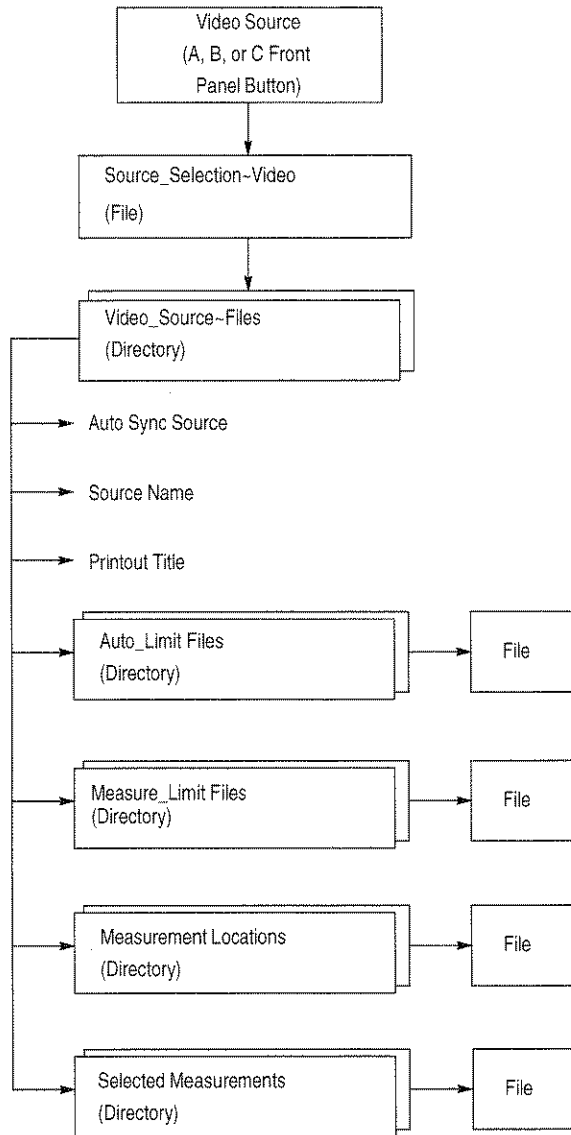 Video Source
(A, B, or C Front
Panel Button)
Source_Selection~Video
(File)
Video_Source~Files
(Directory)
Auto Sync Source
Source Name
Printout Title
Auto_Limit Files
(Directory)
File
Measure_Limit Files
(Directory)
File
Measurement Locations
(Directory)
File
Selected Measurements
(Directory)
File